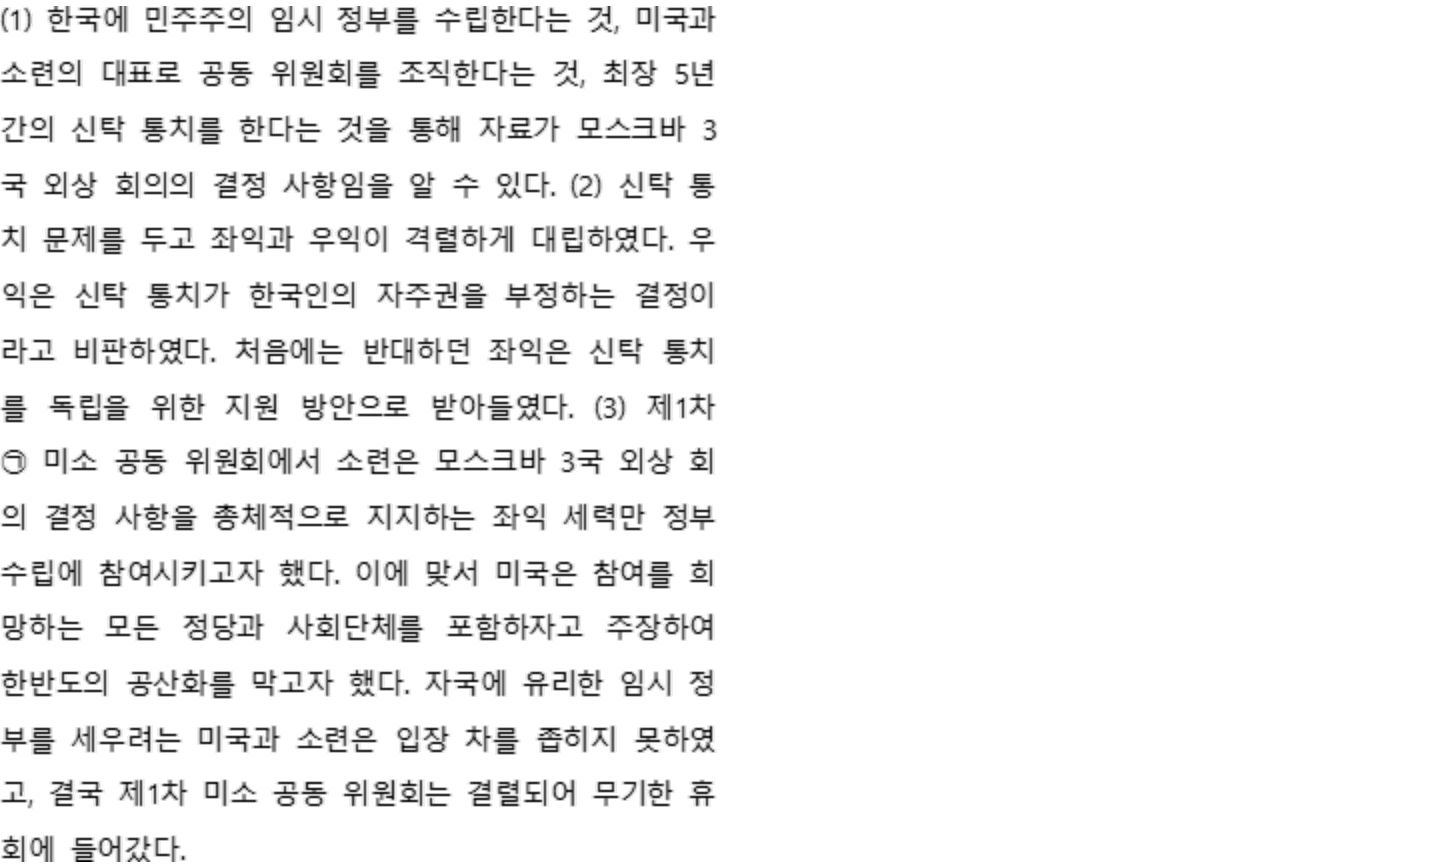 (1) 한국에 민주주의 임시 정부를 수립한다는 것, 미국과
소련의 대표로 공동 위원회를 조직한다는 것, 최장 5년
간의 신탁 통치를 한다는 것을 통해 자료가 모스크바 3
국 외상 회의의 결정 사항임을 알 수 있다. (2) 신탁 통
치 문제를 두고 좌익과 우익이 격렬하게 대립하였다. 우
익은 신탁 통치가 한국인의 자주권을 부정하는 결정이
라고 비판하였다. 처음에는 반대하던 좌익은 신탁 통치
를 독립을 위한 지원 방안으로 받아들였다. (3) 제1차
㉠ 미소 공동 위원회에서 소련은 모스크바 3국 외상 회
의 결정 사항을 총체적으로 지지하는 좌익 세력만 정부
수립에 참여시키고자 했다. 이에 맞서 미국은 참여를 희
망하는 모든 정당과 사회단체를 포함하자고 주장하여
한반도의 공산화를 막고자 했다. 자국에 유리한 임시 정
부를 세우려는 미국과 소련은 입장 차를 좁히지 못하였
고, 결국 제1차 미소 공동 위원회는 결렬되어 무기한 휴
회에 들어갔다.